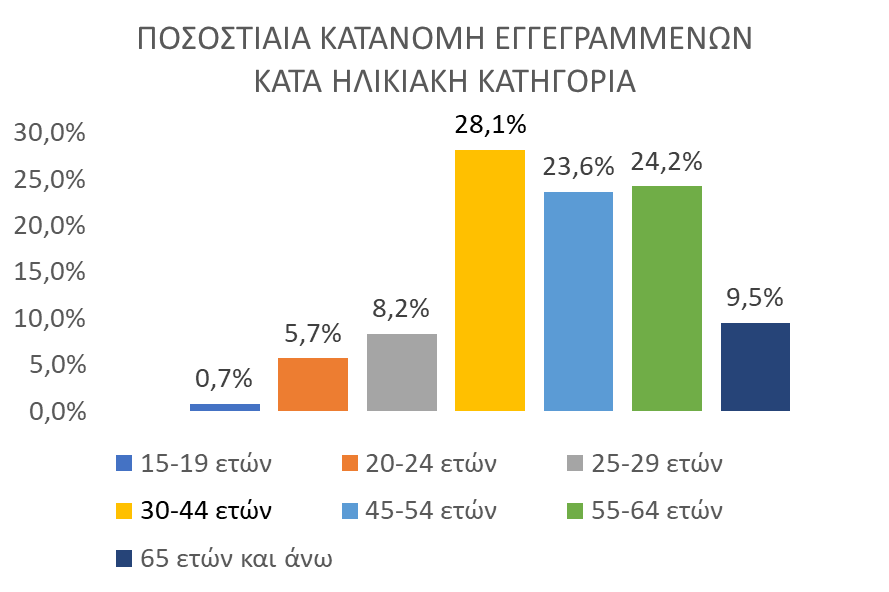 ΠΟΣΟΣΤΙΑΙΑ ΚΑΤΑΝΟΜΗ ΕΓΓΕΓΡΑΜΜΕΝΩΝ
ΚΑΤΑ ΗΛΙΚΙΑΚΗ ΚΑΤΗΓΟΡΙΑ
30,0%
25,0%
20,0%
15,0%
10,0%
5,0%
0,0%
0,7%
5,7%
8,2%
28,1%
23,6%
24,2%
9,5%
15-19 ετών
20-24 ετών
25-29 ετών
30-44 ετών
45-54 ετών
55-64 ετών
65 ετών και άνω